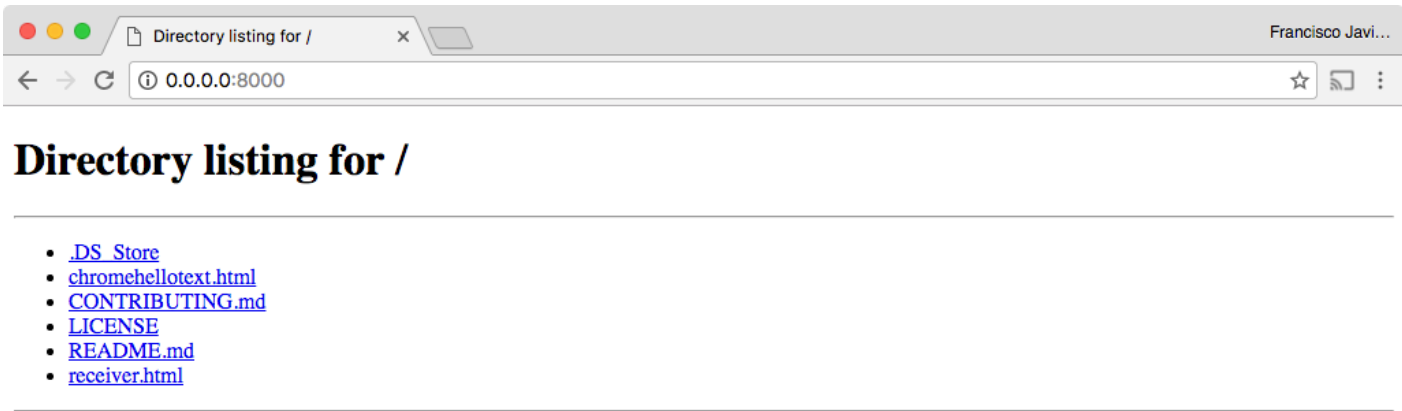 Directory listing for /
Francisco Javi...
0.0.0.0:8000
Directory listing for /
.DS_Store
chromehellotext.html
CONTRIBUTING.md
LICENSE
README.md
receiver.html